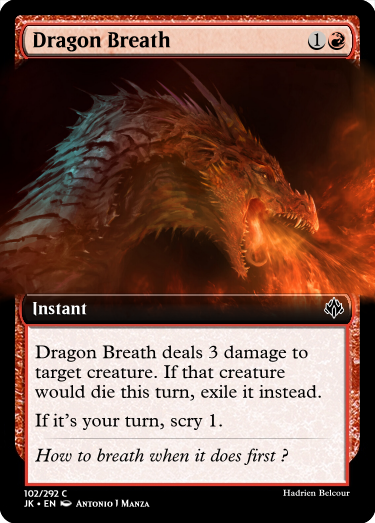 Dragon Breath 1
Instant
Dragon Breath deals 3 damage to
target creature. If that creature
would die this turn, exile it instead.
If it's your turn, scry 1.
How to breath when it does first ?
102/292 C
JK • EN Antonio J Manza
Hadrien Belcour